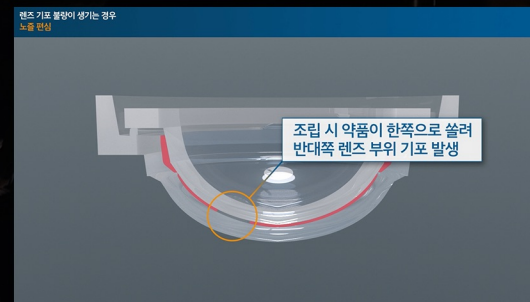 렌즈 기포 불량이 생기는 경우
노즐 편심
조립 시 약품이 한쪽으로 쏠려
반대쪽 렌즈 부위 기포 발생